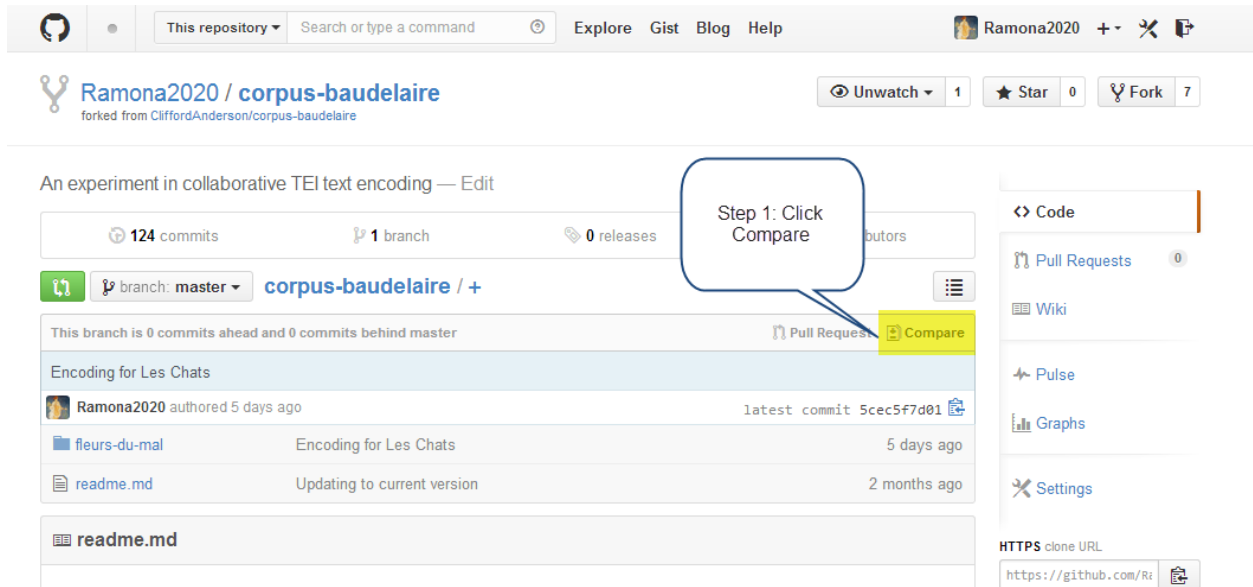 This repository Search or type a command Explore Gist Blog Help Ramona2020 +
Ramona2020 / corpus-baudelaire
forked from CliffordAnderson/corpus-baudelaire
Unwatch 1 Star 0 Fork 7
An experiment in collaborative TEI text encoding — Edit
Step 1: Click
Compare
124 commits 1 branch 0 releases butors
branch: master corpus-baudelaire / +
This branch is 0 commits ahead and 0 commits behind master Pull Request Compare
Encoding for Les Chats
Ramona2020 authored 5 days ago latest commit 5cec5f7d01
fleurs-du-mal Encoding for Les Chats 5 days ago
readme.md Updating to current version 2 months ago
readme.md
Code
Pull Requests 0
Wiki
Pulse
Graphs
Settings
HTTPS clone URL
https://github.com/Ra